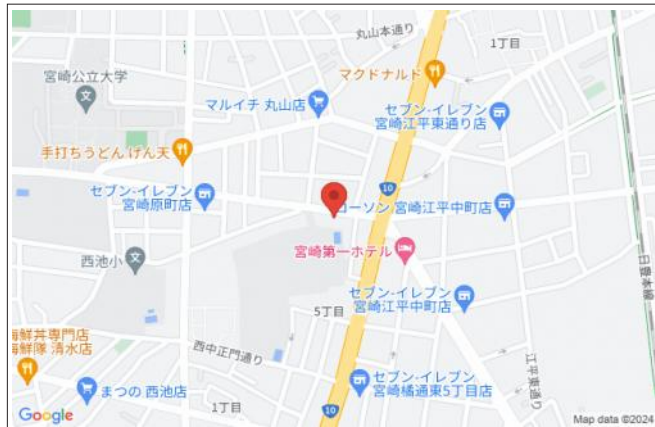 丸山本通り
1丁目
宮崎公立大学
マクドナルド
マルイチ 丸山店
セブン-イレブン
宮崎江平東通り店
手打ちうどん げん天
セブン-イレブン
宮崎原町店
10
ローソン 宮崎江平中町店
宮崎第一ホテル
西池小
セブン-イレブン
宮崎江平中町店
日豊本線
5丁目
海鮮丼専門店
海鮮隊 清水店
西中正門通り
江平東通り
まつの 西池店
セブン-イレブン
宮崎橘通東5丁目店
1丁目
10
Google
Map data ©2024